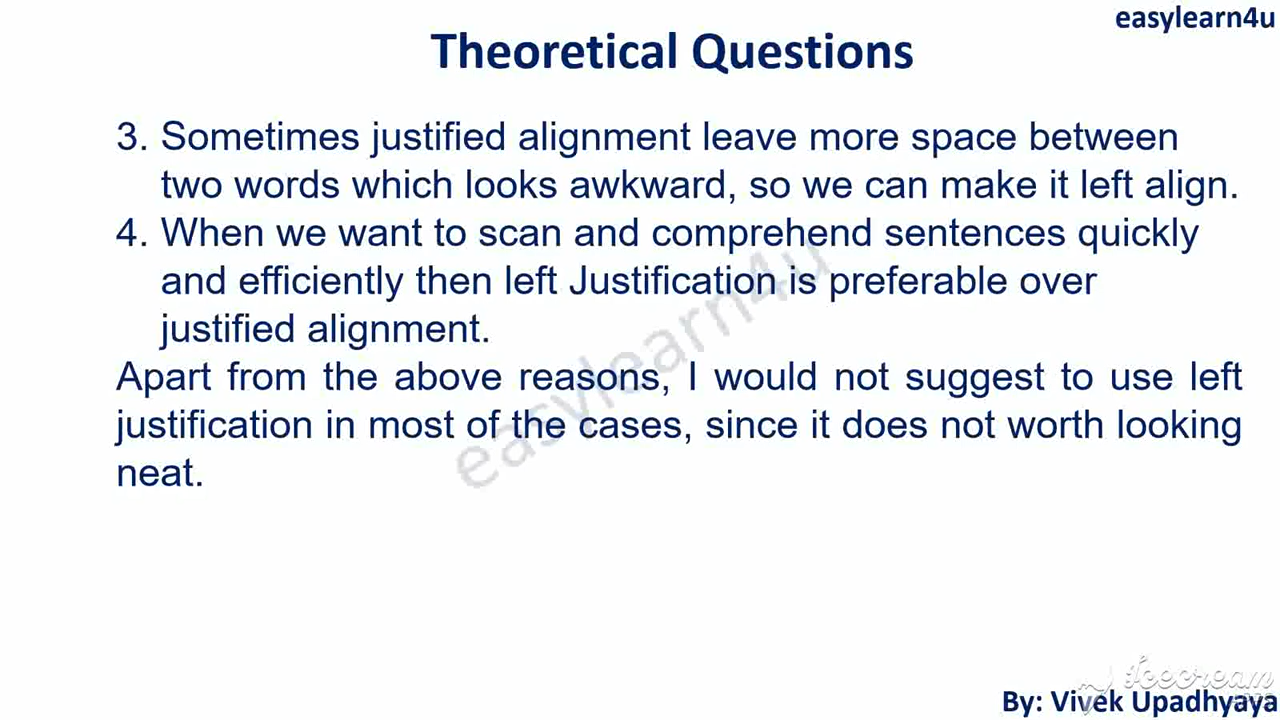 easylearn4u
Theoretical Questions
3. Sometimes justified alignment leave more space between
two words which looks awkward, so we can make it left align.
4. When we want to scan and comprehend sentences quickly
and efficiently then left Justification is preferable over
justified alignment.
Apart from the above reasons, I would not suggest to use left
justification in most of the cases, since it does not worth looking
neat.
easylearn4u
Icecream
APPS
By: Vivek Upadhyaya